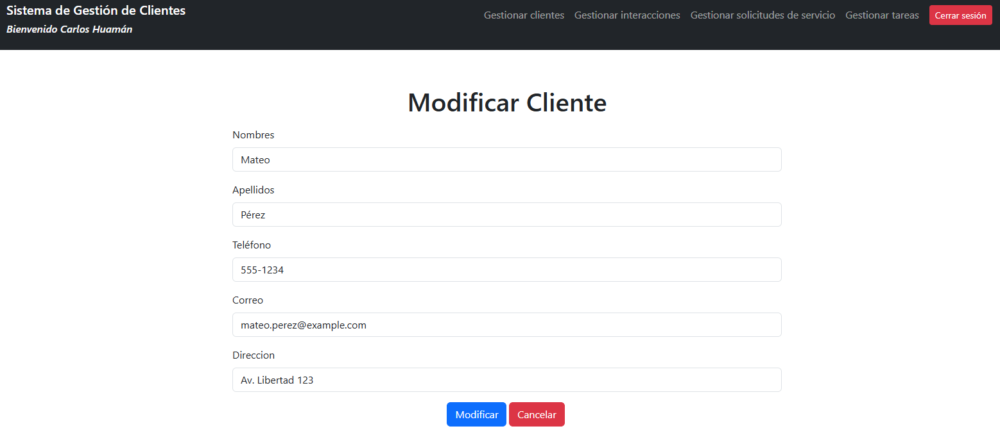 Sistema de Gestión de Clientes
Bienvenido Carlos Huamán
Gestionar clientes Gestionar interacciones Gestionar solicitudes de servicio Gestionar tareas Cerrar sesión
Modificar Cliente
Nombres
Mateo
Apellidos
Pérez
Teléfono
555-1234
Correo
mateo.perez@example.com
Direccion
Av. Libertad 123
Modificar Cancelar